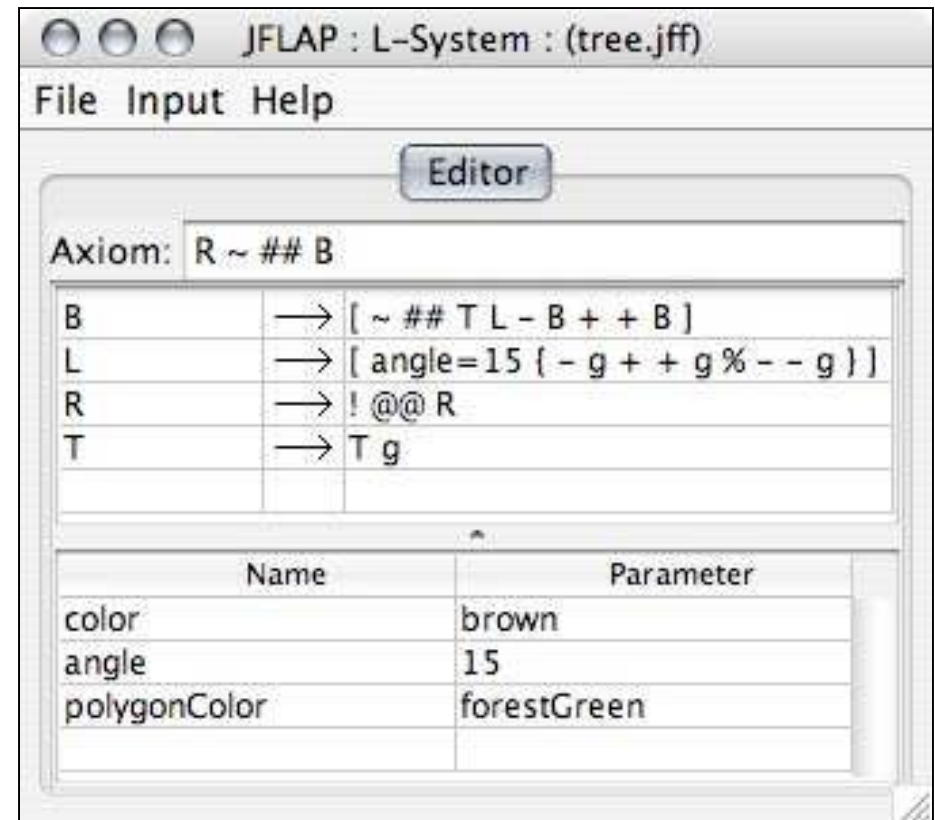 JFLAP : L-System : (tree.jff)
File Input Help
Editor
Axiom: R ~ ## B
B → [ ~ ## T L - B + + B ]
L → [ angle=15 { - g + + g % - - g } ]
R → ! @@ R
T → T g
Name Parameter
color brown
angle 15
polygonColor forestGreen